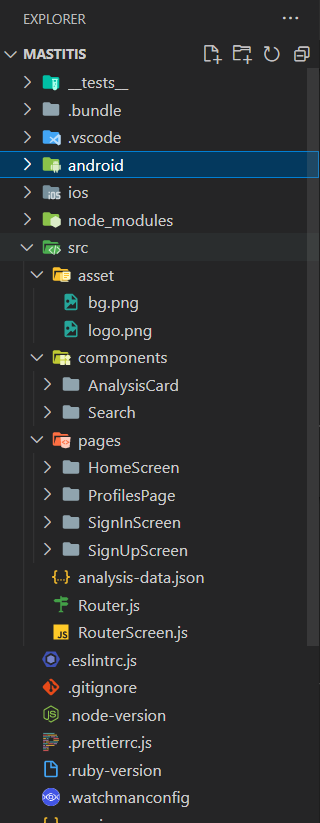 EXPLORER
MASTITIS
__tests__
.bundle
.vscode
android
ios
node_modules
src
asset
bg.png
logo.png
components
AnalysisCard
Search
pages
HomeScreen
ProfilesPage
SignInScreen
SignUpScreen
analysis-data.json
Router.js
RouterScreen.js
.eslintrc.js
.gitignore
.node-version
.prettierrc.js
.ruby-version
.watchmanconfig